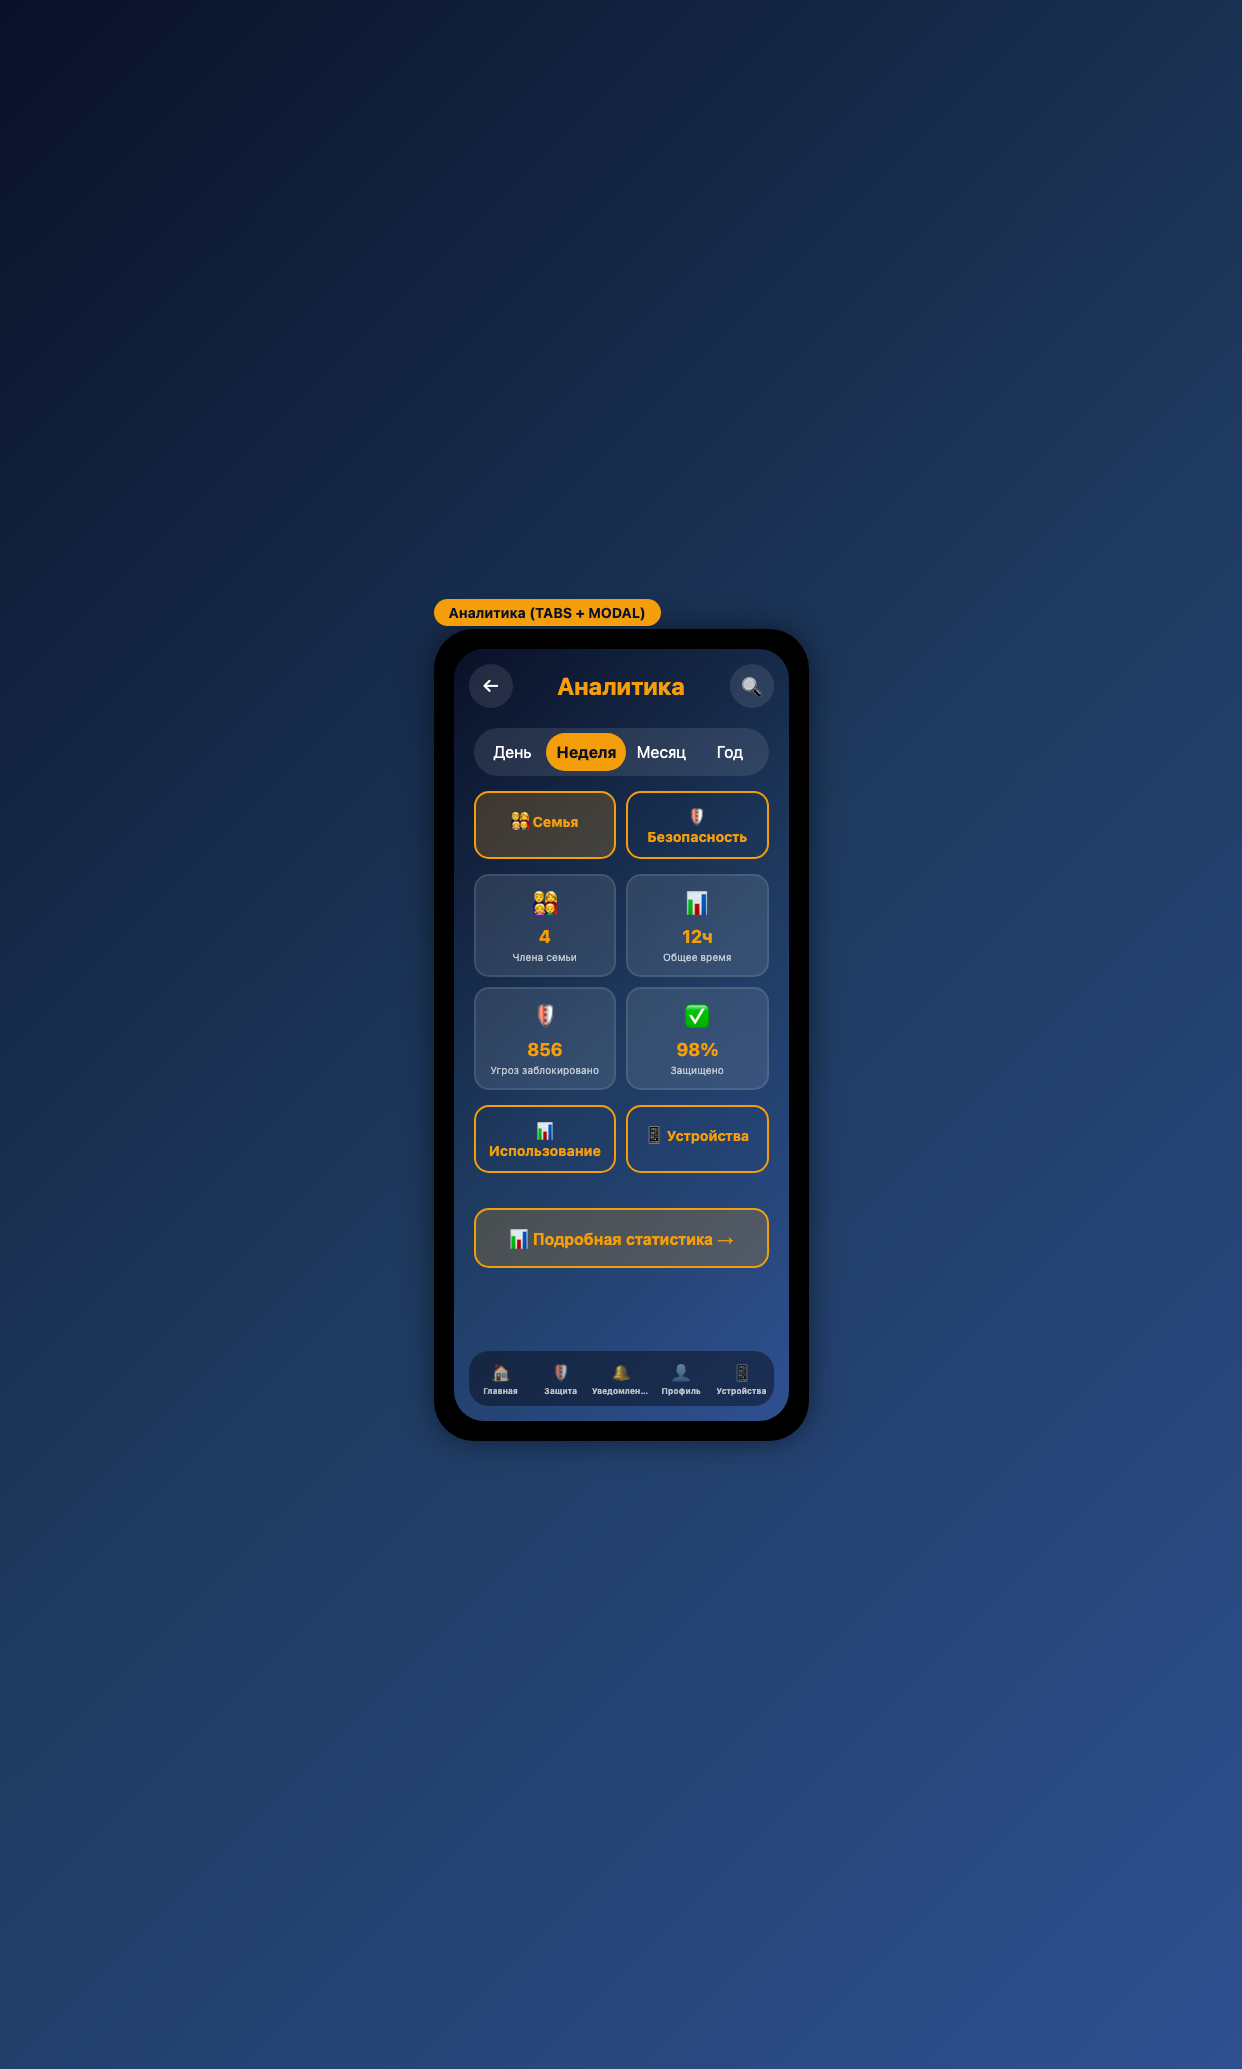 Аналитика (TABS + MODAL)
←
Аналитика
День Неделя Месяц Год
Семья
Безопасность
4
Члена семьи
12ч
Общее время
856
Угроз заблокировано
98%
Защищено
Использование
Устройства
Подробная статистика →
Главная Защита Уведомлен... Профиль Устройства